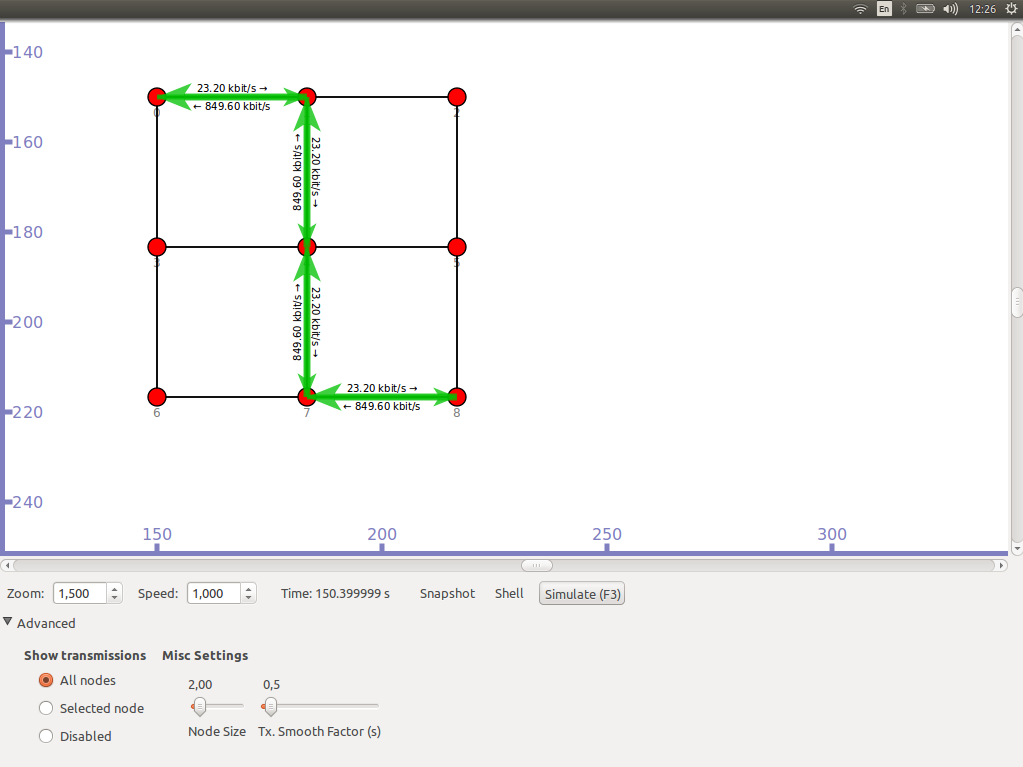 En 12:26
140
23.20 kbit/s →
← 849.60 kbit/s
0
2
160
849.60 kbit/s →
23.20 kbit/s →
180
3
5
200
849.60 kbit/s →
23.20 kbit/s →
23.20 kbit/s →
← 849.60 kbit/s
220
6
7
8
240
150
200
250
300
Zoom: 1,500 Speed: 1,000 Time: 150.399999 s Snapshot Shell Simulate (F3)
Advanced
Show transmissions Misc Settings
All nodes 2,00 0,5
Selected node
Node Size Tx. Smooth Factor (s)
Disabled